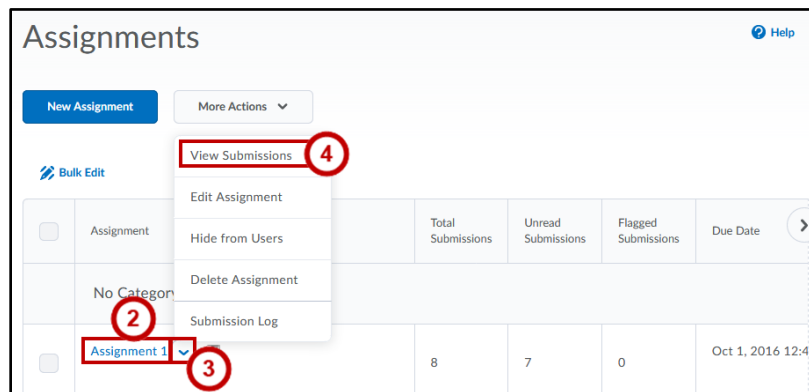 Assignments
Help
New Assignment
More Actions
View Submissions
4
Bulk Edit
Edit Assignment
Hide from Users
Delete Assignment
Submission Log
Assignment
Total
Submissions
Unread
Submissions
Flagged
Submissions
Due Date
No Category
2
Assignment 1
3
8
7
0
Oct 1, 2016 12:4